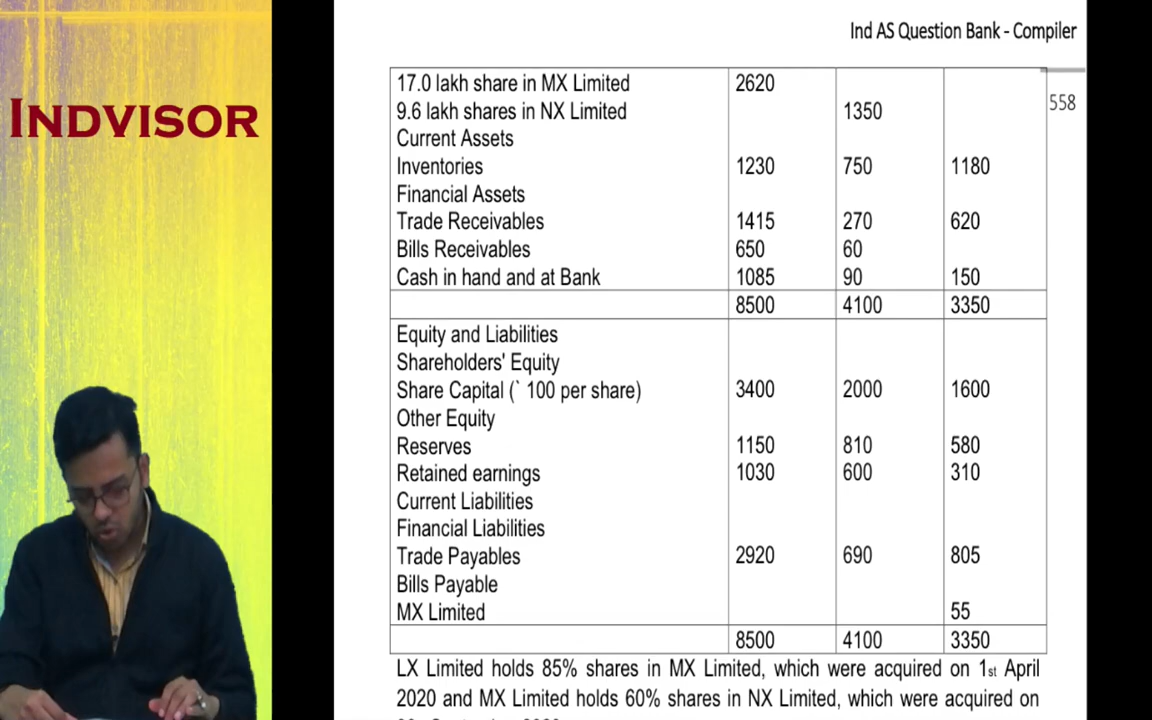 Ind AS Question Bank - Compiler
INDVISOR
558
17.0 lakh share in MX Limited 2620
9.6 lakh shares in NX Limited 1350
Current Assets
Inventories 1230 750 1180
Financial Assets
Trade Receivables 1415 270 620
Bills Receivables 650 60
Cash in hand and at Bank 1085 90 150
8500 4100 3350
Equity and Liabilities
Shareholders' Equity
Share Capital (` 100 per share) 3400 2000 1600
Other Equity
Reserves 1150 810 580
Retained earnings 1030 600 310
Current Liabilities
Financial Liabilities
Trade Payables 2920 690 805
Bills Payable
MX Limited 55
8500 4100 3350
LX Limited holds 85% shares in MX Limited, which were acquired on 1st April
2020 and MX Limited holds 60% shares in NX Limited, which were acquired on